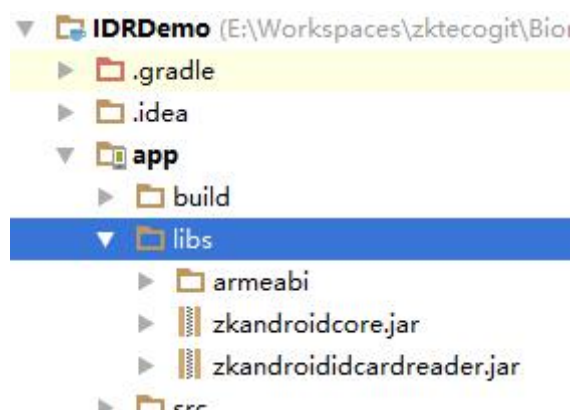 IDRDemo (E:\Workspaces\zktecogit\Bior
.gradle
.idea
app
build
libs
armeabi
zkandroidcore.jar
zkandroididcardreader.jar
src